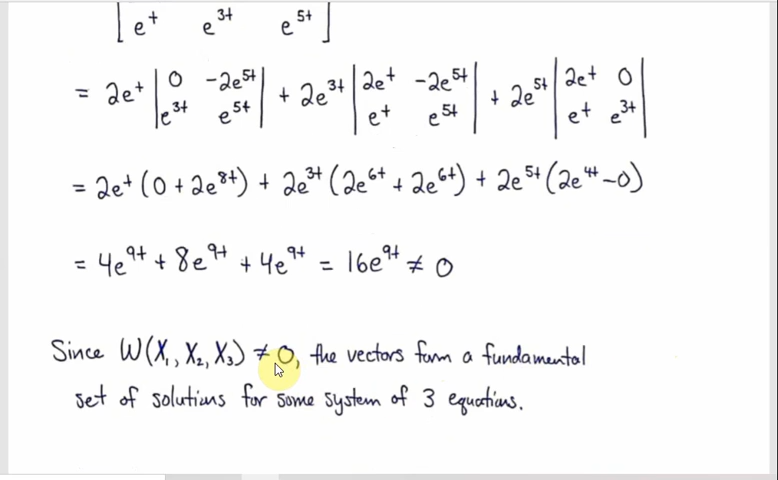 e^t e^3t e^5t
= 2e^t |0 -2e^5t; e^3t e^5t| + 2e^3t |2e^t -2e^5t; e^t e^5t| + 2e^5t |2e^t 0; e^t e^3t|
= 2e^t (0 + 2e^8t) + 2e^3t (2e^6t + 2e^6t) + 2e^5t (2e^4t - 0)
= 4e^9t + 8e^9t + 4e^9t = 16e^9t ≠ 0
Since W(X₁, X₂, X₃) ≠ 0, the vectors form a fundamental
set of solutions for some system of 3 equations.